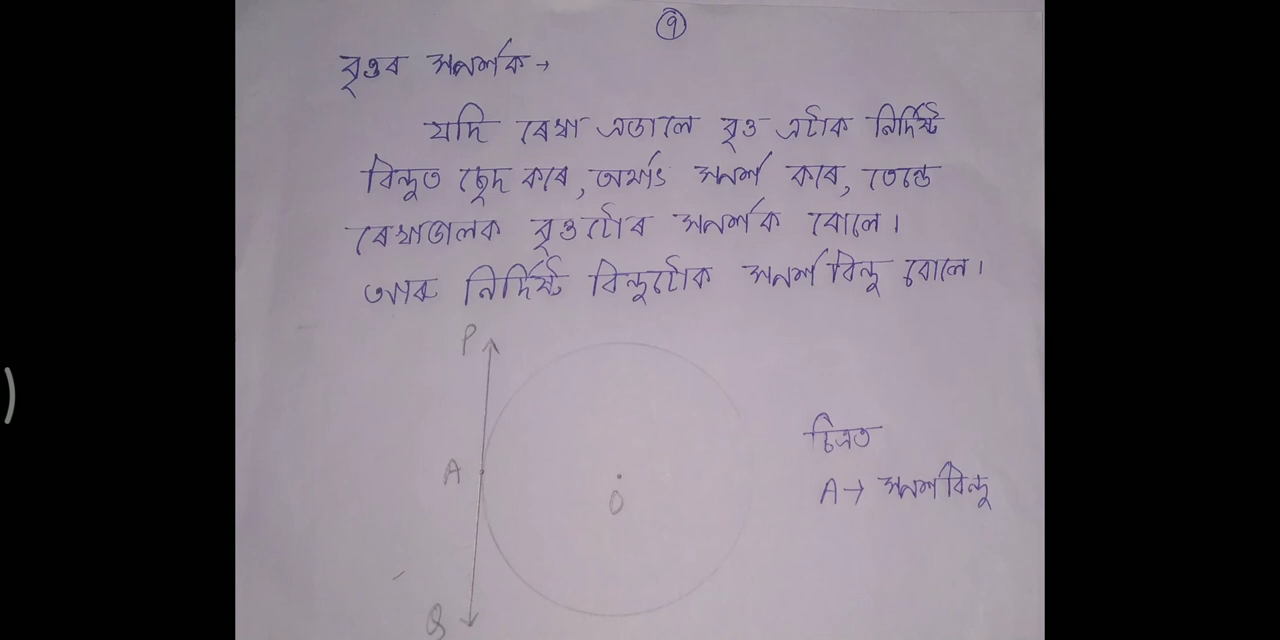 ৭
বৃত্তৰ স্পৰ্শক →
যদি ৰেখা এডালে বৃত্ত এটাক নিৰ্দিষ্ট
বিন্দুত ছেদ কৰে, অৰ্থাৎ স্পৰ্শ কৰে, তেন্তে
ৰেখাডালক বৃত্তটোৰ স্পৰ্শক বোলে।
আৰু নিৰ্দিষ্ট বিন্দুটোক স্পৰ্শ বিন্দু বোলে।
P
চিত্ৰত
A
A → স্পৰ্শবিন্দু
O
Q